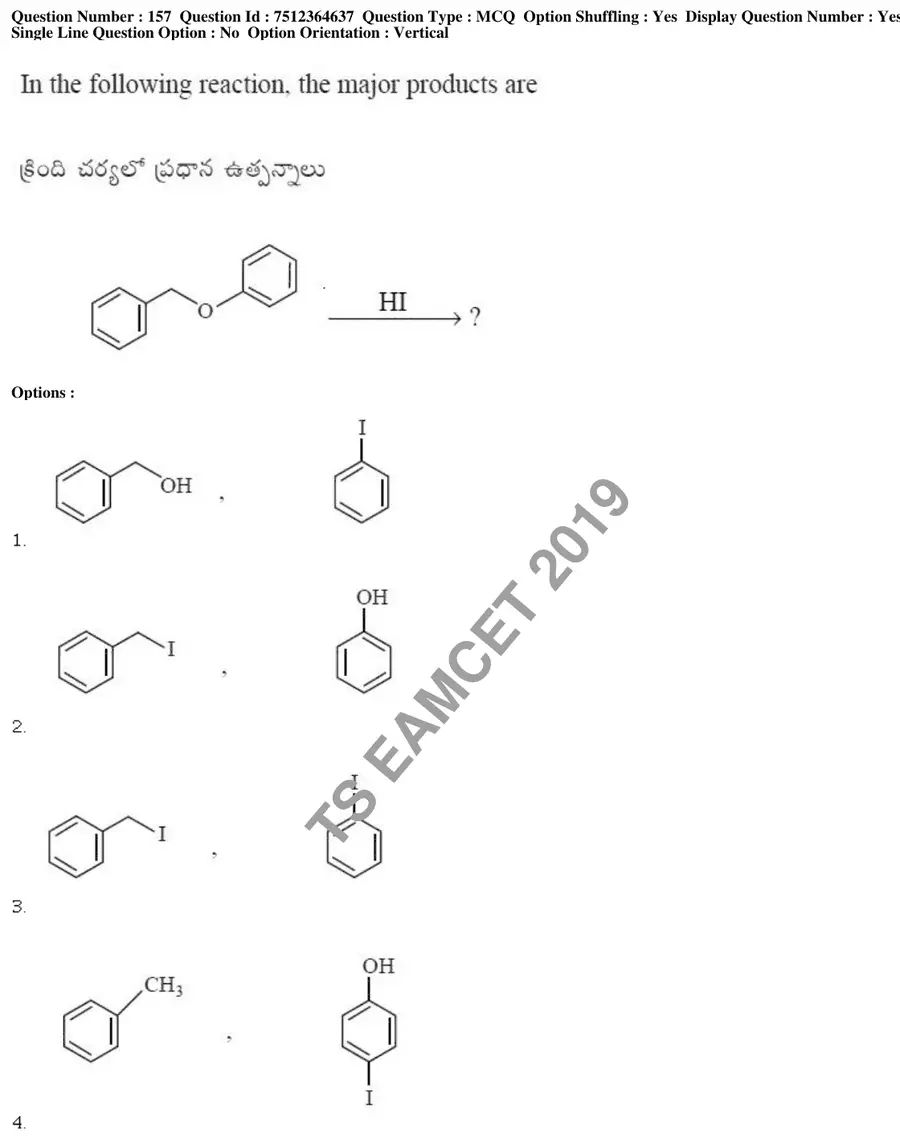 Question Number : 157 Question Id : 7512364637 Question Type : MCQ Option Shuffling : Yes Display Question Number : Yes
Single Line Question Option : No Option Orientation : Vertical
In the following reaction, the major products are
క్రింది చర్యలో ప్రధాన ఉత్పన్నాలు
O
HI
?
Options :
I
OH ,
1.
OH
I ,
2.
I
I ,
3.
OH
CH3 ,
I
4.
TS EAMCET 2019